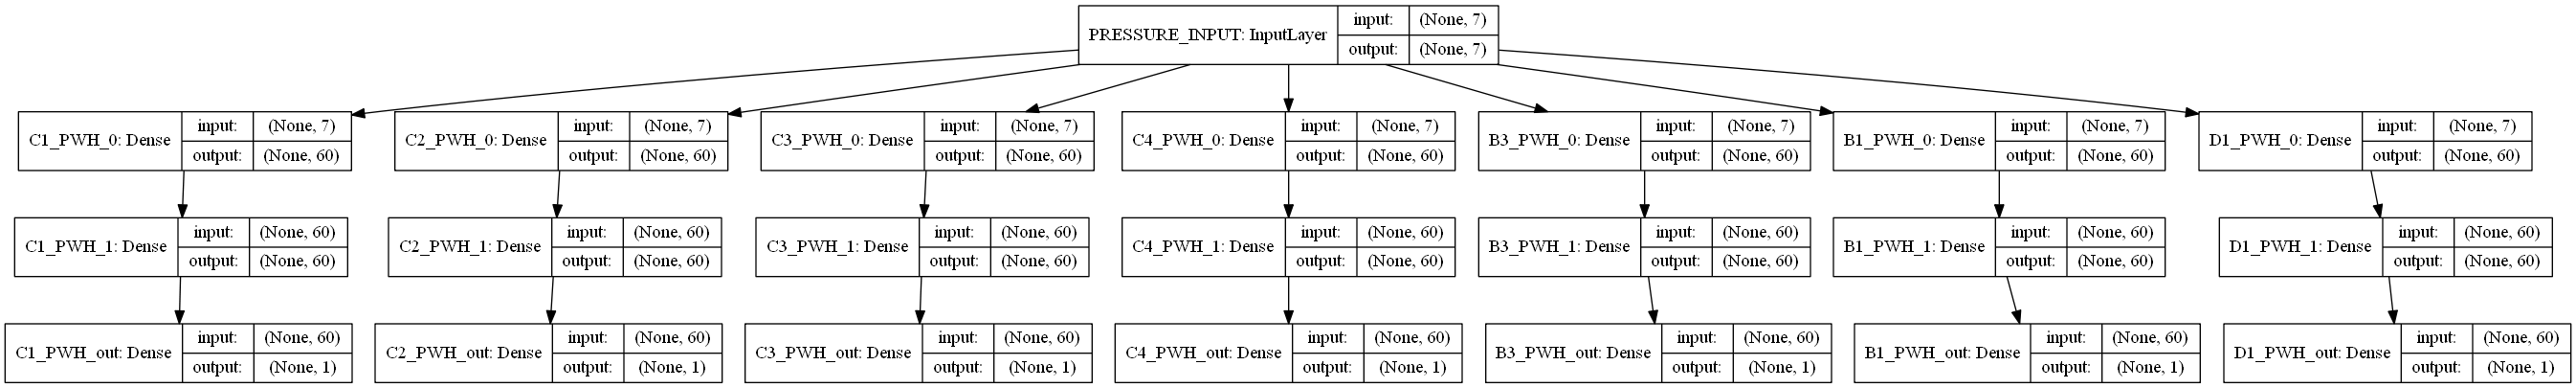 PRESSURE_INPUT: InputLayer input: (None, 7)
output: (None, 7)
C1_PWH_0: Dense input: (None, 7)
output: (None, 60)
C2_PWH_0: Dense input: (None, 7)
output: (None, 60)
C3_PWH_0: Dense input: (None, 7)
output: (None, 60)
C4_PWH_0: Dense input: (None, 7)
output: (None, 60)
B3_PWH_0: Dense input: (None, 7)
output: (None, 60)
B1_PWH_0: Dense input: (None, 7)
output: (None, 60)
D1_PWH_0: Dense input: (None, 7)
output: (None, 60)
C1_PWH_1: Dense input: (None, 60)
output: (None, 60)
C2_PWH_1: Dense input: (None, 60)
output: (None, 60)
C3_PWH_1: Dense input: (None, 60)
output: (None, 60)
C4_PWH_1: Dense input: (None, 60)
output: (None, 60)
B3_PWH_1: Dense input: (None, 60)
output: (None, 60)
B1_PWH_1: Dense input: (None, 60)
output: (None, 60)
D1_PWH_1: Dense input: (None, 60)
output: (None, 60)
C1_PWH_out: Dense input: (None, 60)
output: (None, 1)
C2_PWH_out: Dense input: (None, 60)
output: (None, 1)
C3_PWH_out: Dense input: (None, 60)
output: (None, 1)
C4_PWH_out: Dense input: (None, 60)
output: (None, 1)
B3_PWH_out: Dense input: (None, 60)
output: (None, 1)
B1_PWH_out: Dense input: (None, 60)
output: (None, 1)
D1_PWH_out: Dense input: (None, 60)
output: (None, 1)